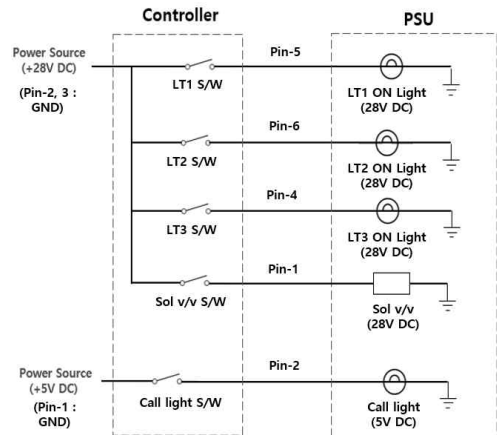 Controller
PSU
Power Source
(+28V DC)
(Pin-2, 3 :
GND)
LT1 S/W
Pin-5
LT1 ON Light
(28V DC)
LT2 S/W
Pin-6
LT2 ON Light
(28V DC)
LT3 S/W
Pin-4
LT3 ON Light
(28V DC)
Sol v/v S/W
Pin-1
Sol v/v
(28V DC)
Power Source
(+5V DC)
(Pin-1 :
GND)
Call light S/W
Pin-2
Call light
(5V DC)